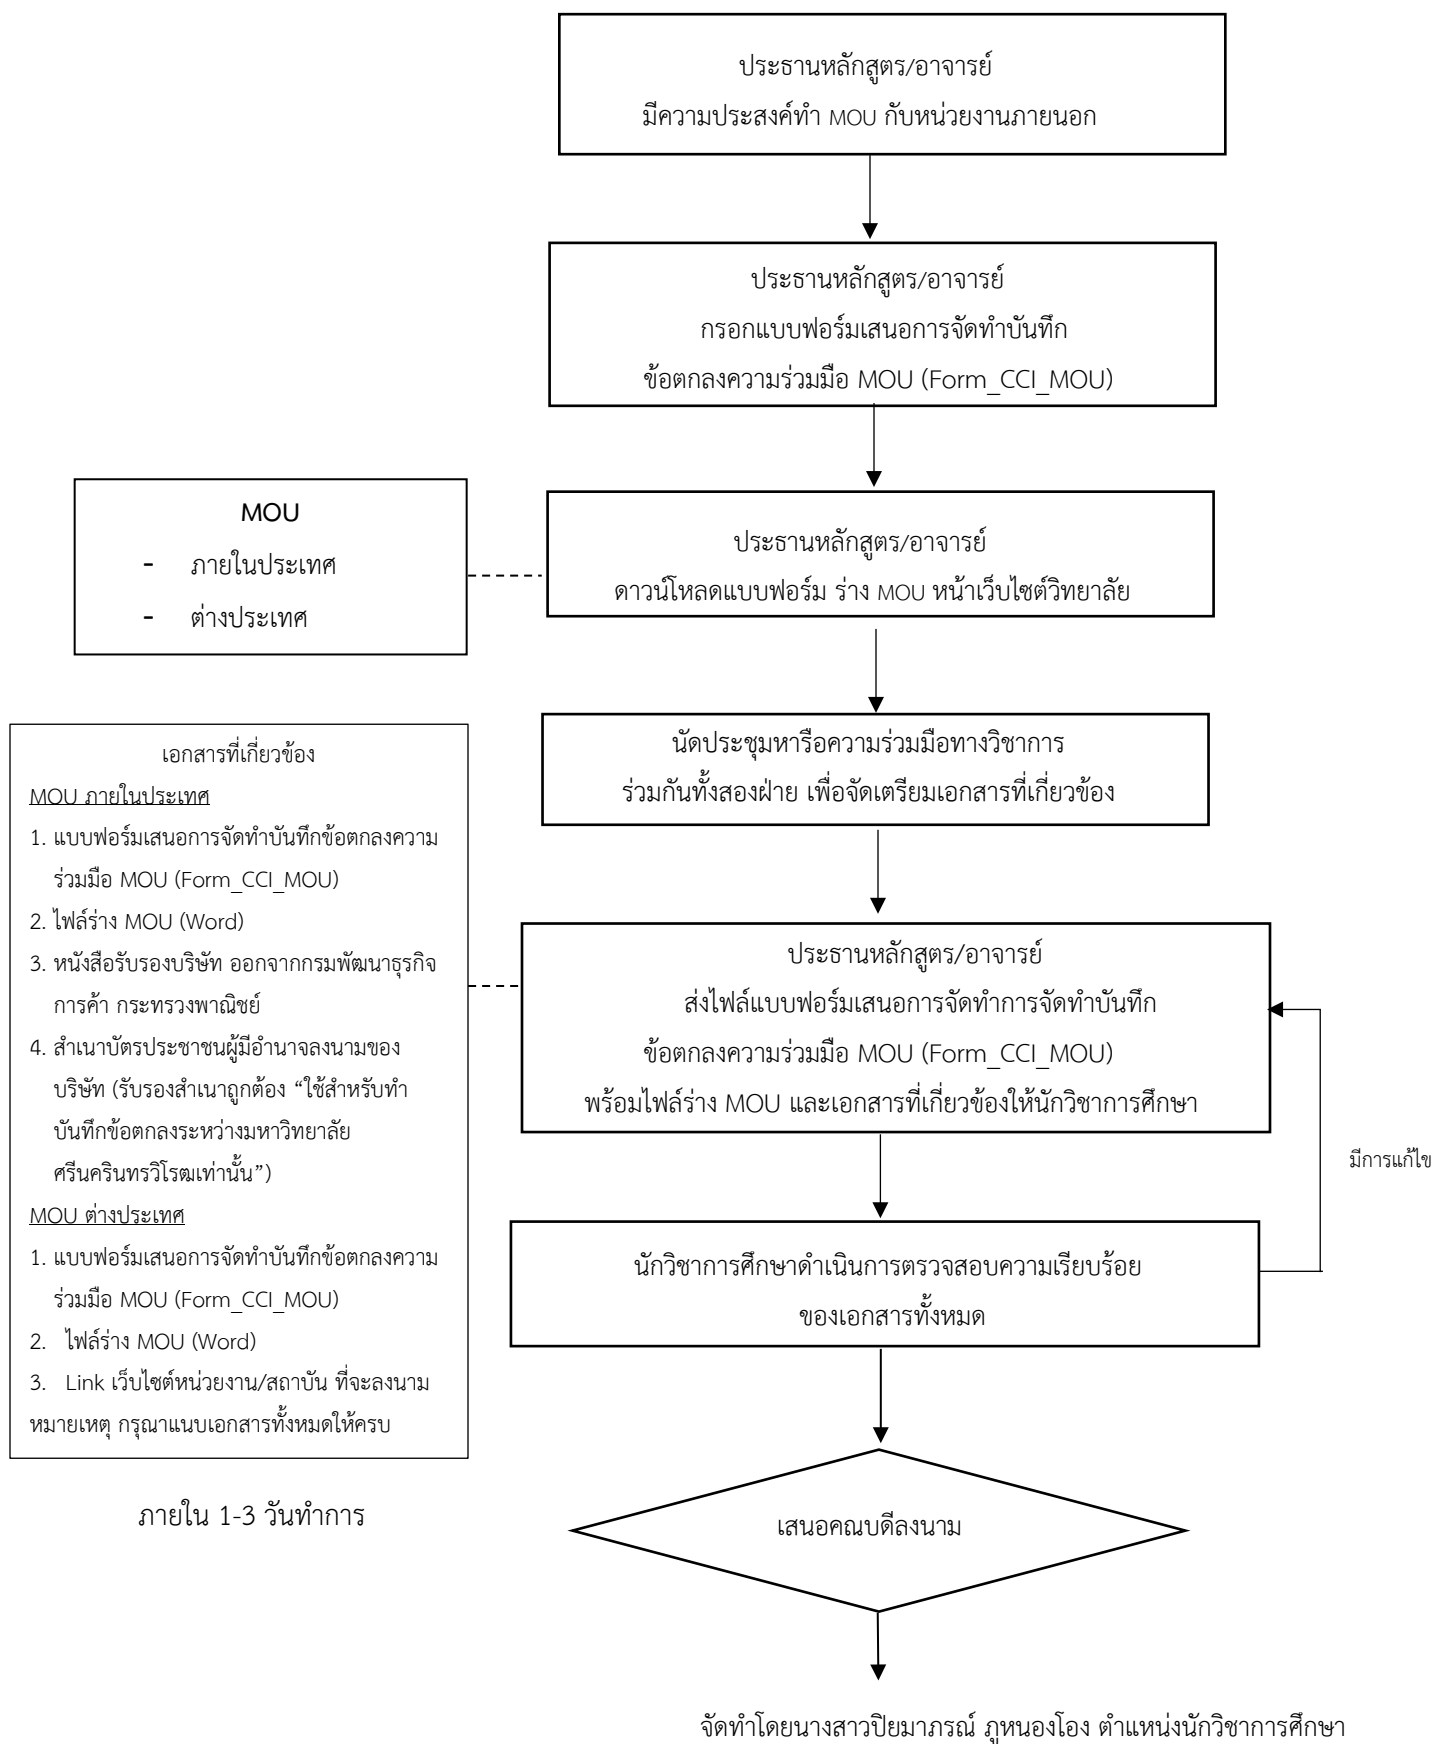 ประธานหลักสูตร/อาจารย์
มีความประสงค์ทำ MOU กับหน่วยงานภายนอก
ประธานหลักสูตร/อาจารย์
กรอกแบบฟอร์มเสนอการจัดทำบันทึก
ข้อตกลงความร่วมมือ MOU (Form_CCI_MOU)
MOU
- ภายในประเทศ
- ต่างประเทศ
ประธานหลักสูตร/อาจารย์
ดาวน์โหลดแบบฟอร์ม ร่าง MOU หน้าเว็บไซต์วิทยาลัย
นัดประชุมหารือความร่วมมือทางวิชาการ
ร่วมกันทั้งสองฝ่าย เพื่อจัดเตรียมเอกสารที่เกี่ยวข้อง
เอกสารที่เกี่ยวข้อง
MOU ภายในประเทศ
1. แบบฟอร์มเสนอการจัดทำบันทึกข้อตกลงความ
ร่วมมือ MOU (Form_CCI_MOU)
2. ไฟล์ร่าง MOU (Word)
3. หนังสือรับรองบริษัท ออกจากกรมพัฒนาธุรกิจ
การค้า กระทรวงพาณิชย์
4. สำเนาบัตรประชาชนผู้มีอำนาจลงนามของ
บริษัท (รับรองสำเนาถูกต้อง “ใช้สำหรับทำ
บันทึกข้อตกลงระหว่างมหาวิทยาลัย
ศรีนครินทรวิโรฒเท่านั้น”)
MOU ต่างประเทศ
1. แบบฟอร์มเสนอการจัดทำบันทึกข้อตกลงความ
ร่วมมือ MOU (Form_CCI_MOU)
2. ไฟล์ร่าง MOU (Word)
3. Link เว็บไซต์หน่วยงาน/สถาบัน ที่จะลงนาม
หมายเหตุ กรุณาแนบเอกสารทั้งหมดให้ครบ
ภายใน 1-3 วันทำการ
ประธานหลักสูตร/อาจารย์
ส่งไฟล์แบบฟอร์มเสนอการจัดทำการจัดทำบันทึก
ข้อตกลงความร่วมมือ MOU (Form_CCI_MOU)
พร้อมไฟล์ร่าง MOU และเอกสารที่เกี่ยวข้องให้นักวิชาการศึกษา
มีการแก้ไข
นักวิชาการศึกษาดำเนินการตรวจสอบความเรียบร้อย
ของเอกสารทั้งหมด
เสนอคณบดีลงนาม
จัดทำโดยนางสาวปิยมาภรณ์ ภูหนองโอง ตำแหน่งนักวิชาการศึกษา